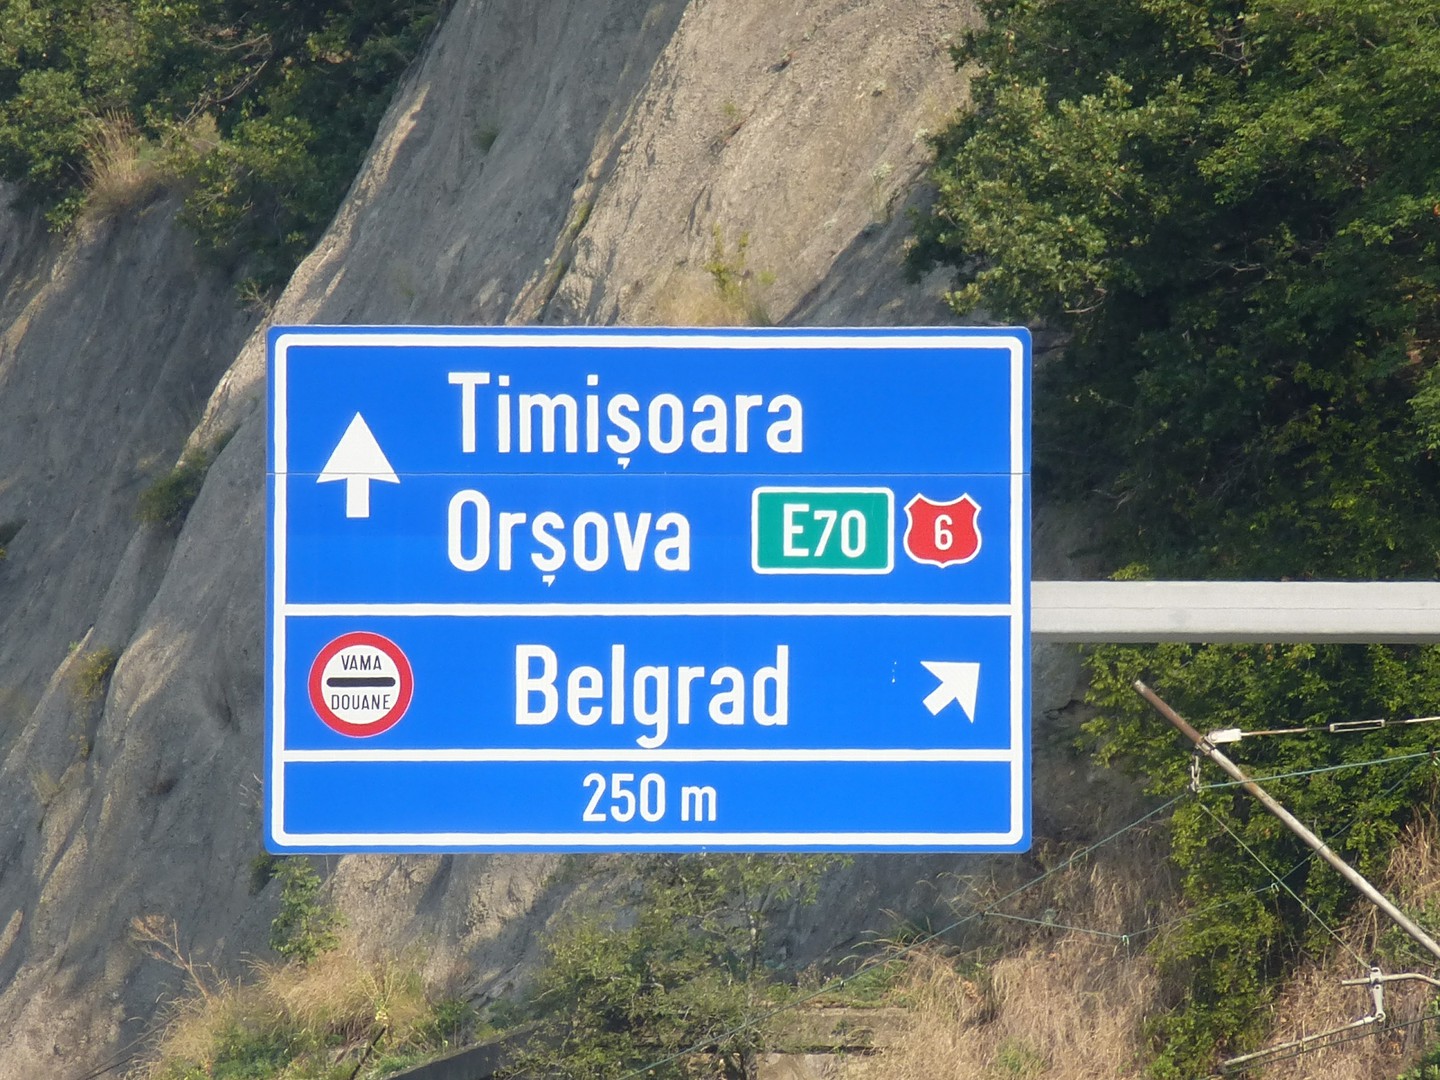 Timișoara
Orșova E70 6
VAMA
DOUANE
Belgrad
250 m